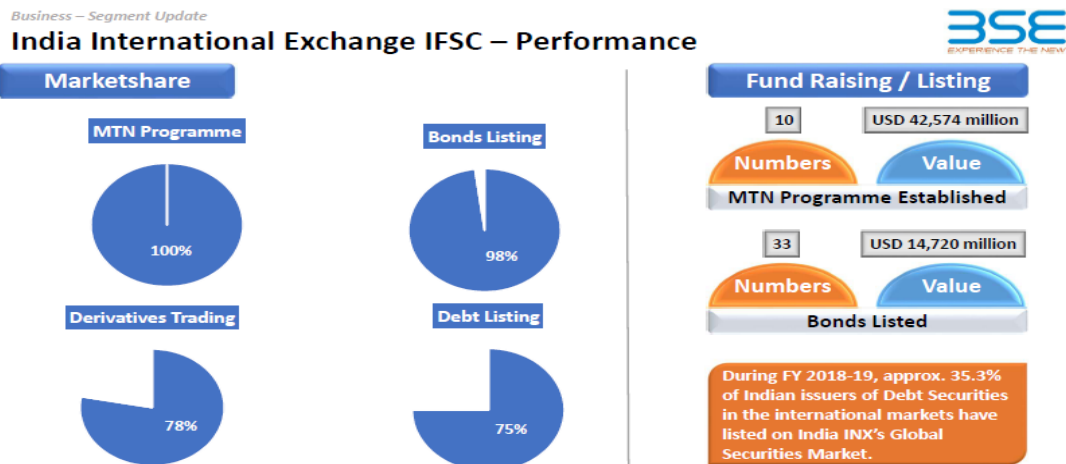 Business – Segment Update
India International Exchange IFSC – Performance
BSE
EXPERIENCE THE NEW
Marketshare
MTN Programme
100%
Bonds Listing
98%
Derivatives Trading
78%
Debt Listing
75%
Fund Raising / Listing
10
USD 42,574 million
Numbers
Value
MTN Programme Established
33
USD 14,720 million
Numbers
Value
Bonds Listed
During FY 2018-19, approx. 35.3%
of Indian issuers of Debt Securities
in the international markets have
listed on India INX’s Global
Securities Market.